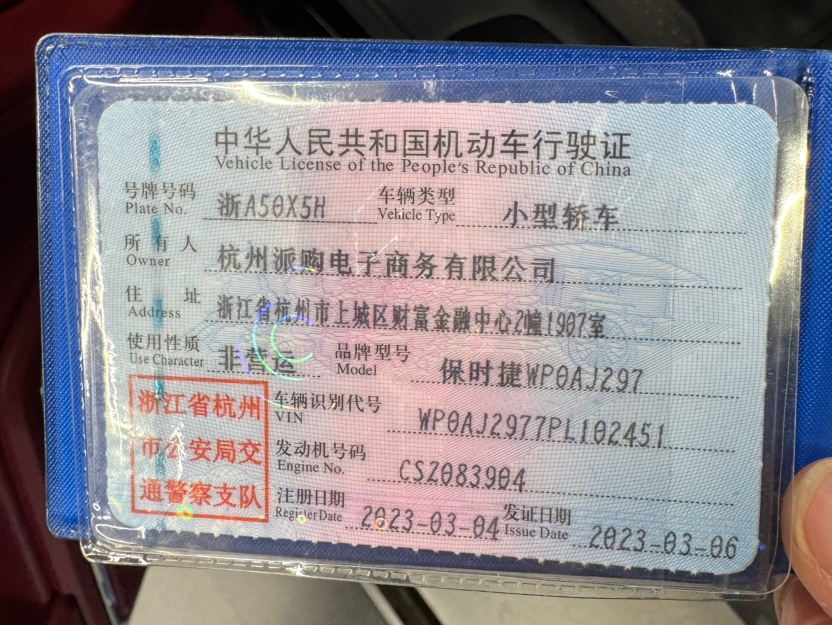 中华人民共和国机动车行驶证
Vehicle License of the People's Republic of China
号牌号码 浙A50X5H 车辆类型 小型轿车
Plate No. Vehicle Type
所有人 杭州派购电子商务有限公司
Owner
住址 浙江省杭州市上城区财富金融中心2幢1907室
Address
使用性质 非营运 品牌型号 保时捷WP0AJ297
Use Character Model
浙江省杭州
市公安局交
通警察支队
车辆识别代号 WP0AJ2977PL102451
VIN
发动机号码 CSZ083904
Engine No.
注册日期 2023-03-04 发证日期 2023-03-06
Register Date Issue Date